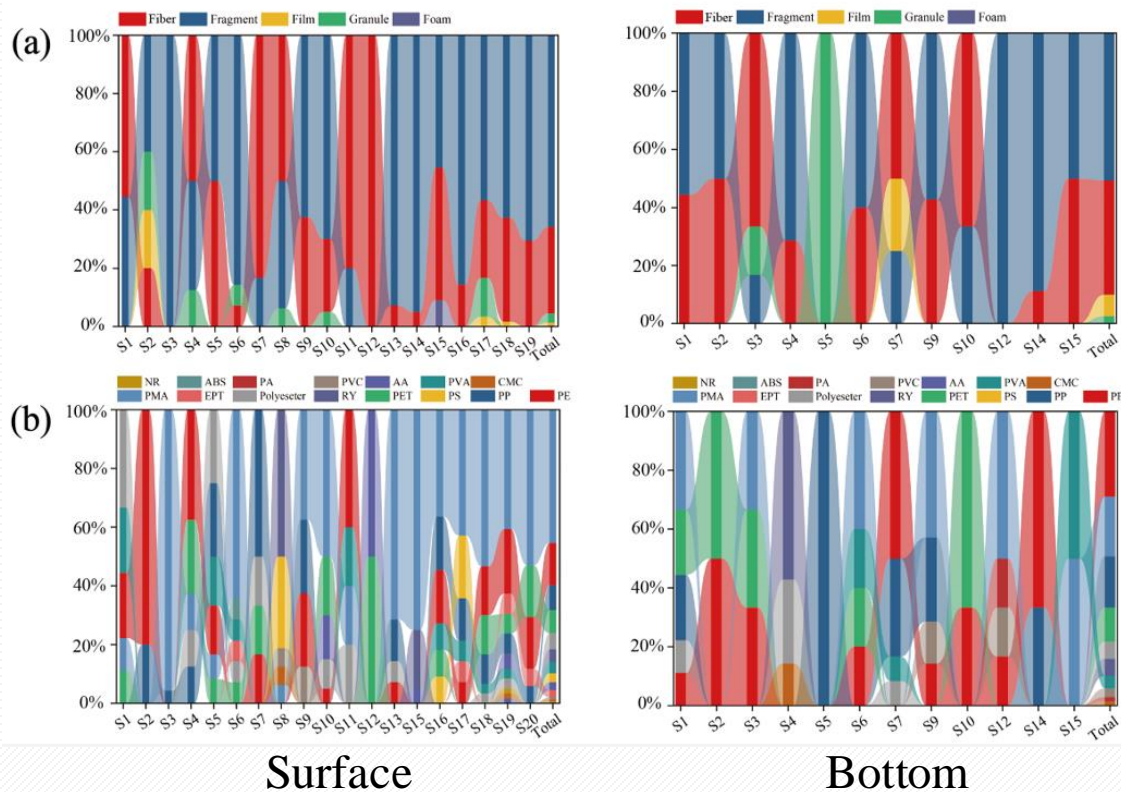 Fiber Fragment Film Granule Foam
Fiber Fragment Film Granule Foam
(a)
100%
80%
60%
40%
20%
0%
S1 S2 S3 S4 S5 S6 S7 S8 S9 S10 S11 S12 S13 S14 S15 S16 S17 S18 S19 Total
100%
80%
60%
40%
20%
0%
S1 S2 S3 S4 S5 S6 S7 S9 S10 S12 S14 S15 Total
(b)
NR ABS PA PVC AA PVA CMC
PMA EPT Polyeseter RY PET PS PP PE
100%
80%
60%
40%
20%
0%
S1 S2 S3 S4 S5 S6 S7 S8 S9 S10 S11 S12 S13 S15 S16 S17 S18 S19 S20 Total
NR ABS PA PVC AA PVA CMC
PMA EPT Polyeseter RY PET PS PP PE
100%
80%
60%
40%
20%
0%
S1 S2 S3 S4 S5 S6 S7 S9 S10 S12 S14 S15 Total
Surface
Bottom